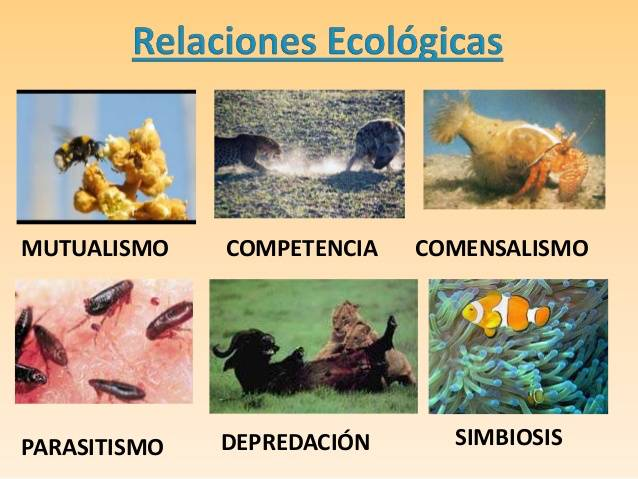 Relaciones Ecológicas
MUTUALISMO
COMPETENCIA
COMENSALISMO
PARASITISMO
DEPREDACIÓN
SIMBIOSIS